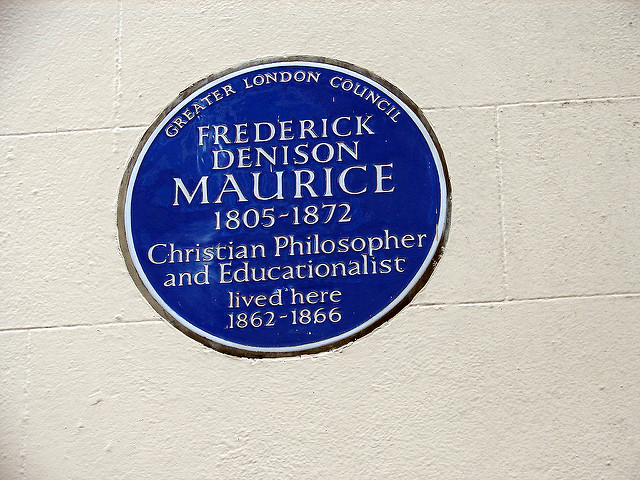 GREATER LONDON COUNCIL
FREDERICK
DENISON
MAURICE
1805-1872
Christian Philosopher
and Educationalist
lived here
1862-1866